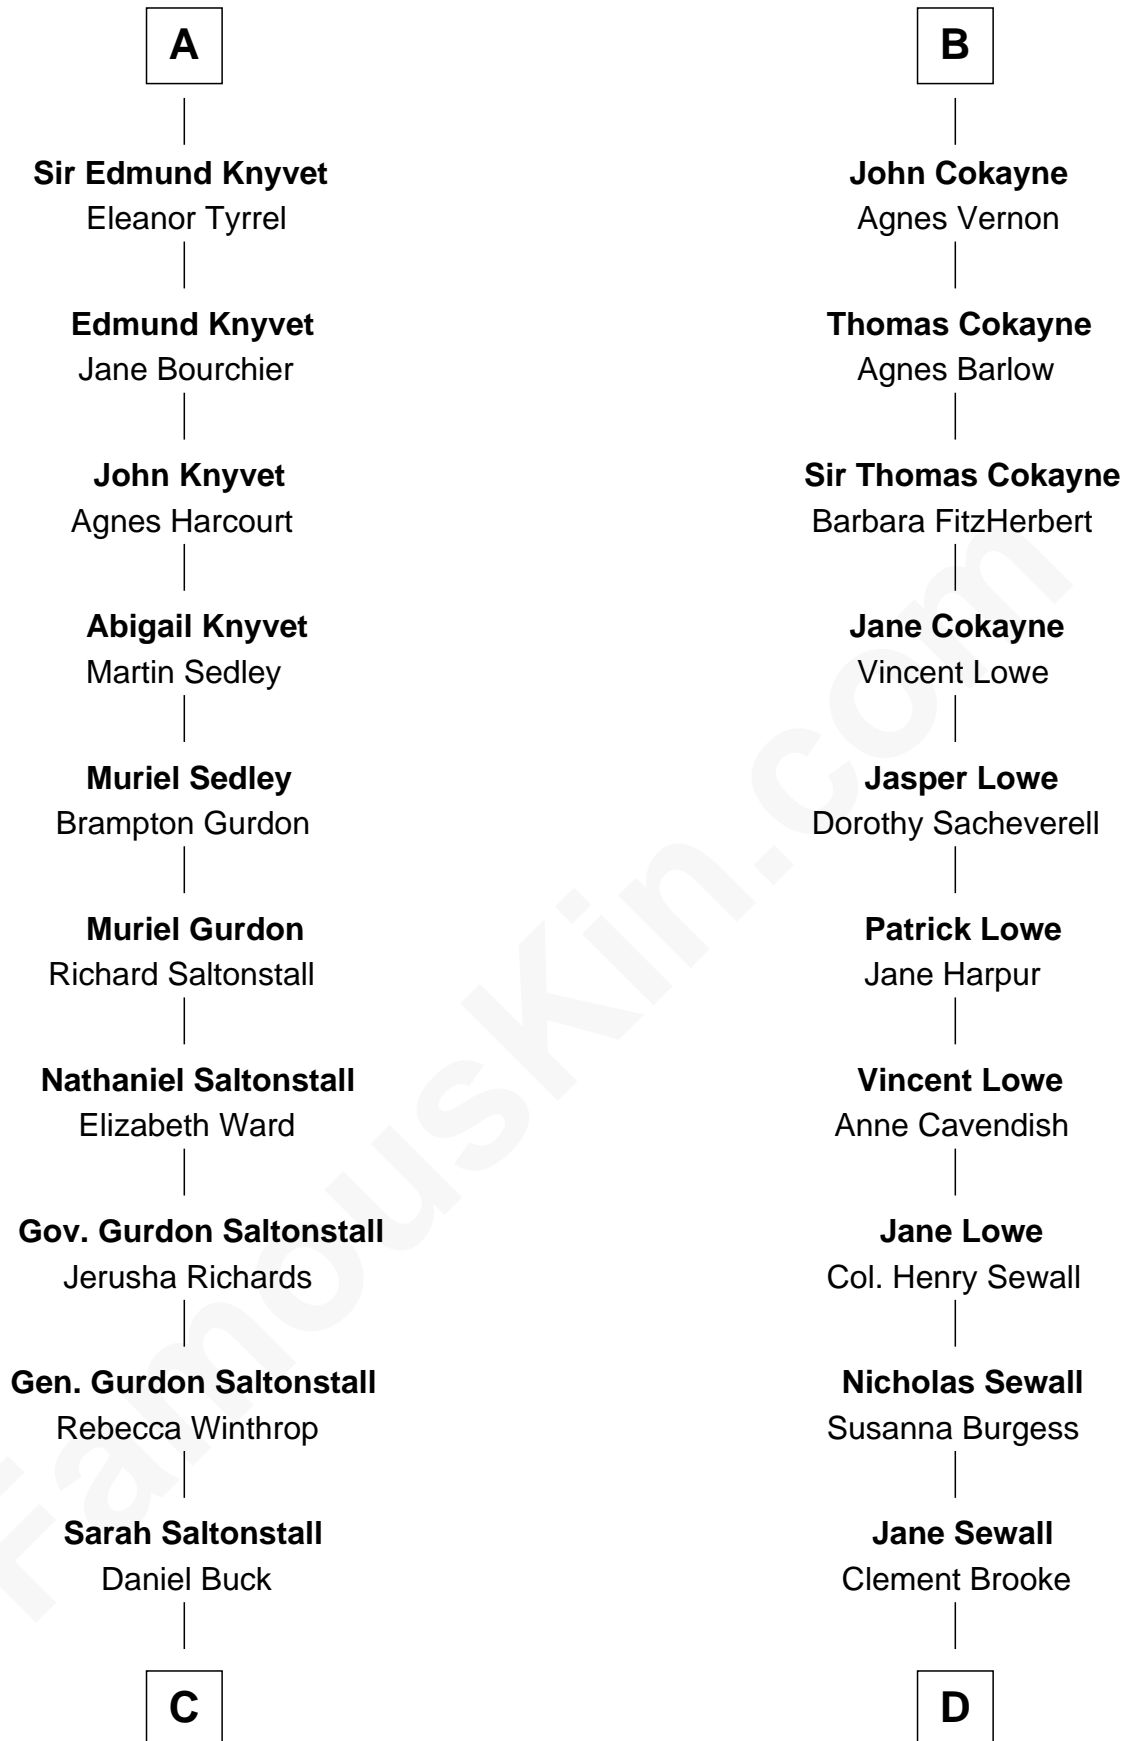 A
Sir Edmund Knyvet
Eleanor Tyrrel
Edmund Knyvet
Jane Bourchier
John Knyvet
Agnes Harcourt
Abigail Knyvet
Martin Sedley
Muriel Sedley
Brampton Gurdon
Muriel Gurdon
Richard Saltonstall
Nathaniel Saltonstall
Elizabeth Ward
Gov. Gurdon Saltonstall
Jerusha Richards
Gen. Gurdon Saltonstall
Rebecca Winthrop
Sarah Saltonstall
Daniel Buck
C
B
John Cokayne
Agnes Vernon
Thomas Cokayne
Agnes Barlow
Sir Thomas Cokayne
Barbara FitzHerbert
Jane Cokayne
Vincent Lowe
Jasper Lowe
Dorothy Sacheverell
Patrick Lowe
Jane Harpur
Vincent Lowe
Anne Cavendish
Jane Lowe
Col. Henry Sewall
Nicholas Sewall
Susanna Burgess
Jane Sewall
Clement Brooke
D
FamousKin.com